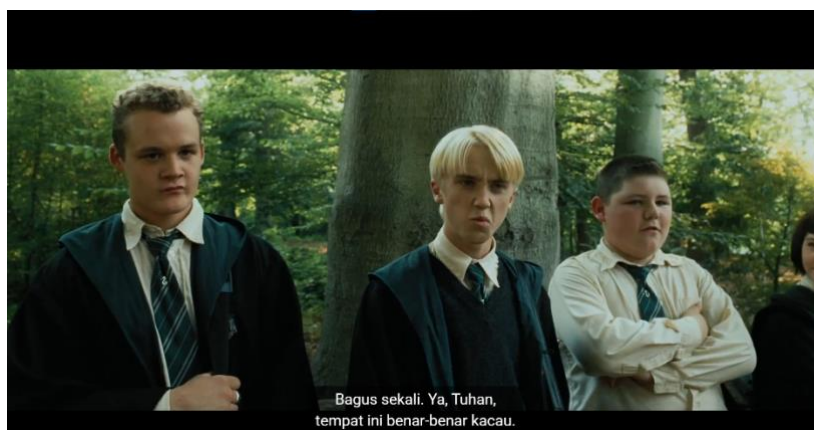 Bagus sekali. Ya, Tuhan,
tempat ini benar-benar kacau.